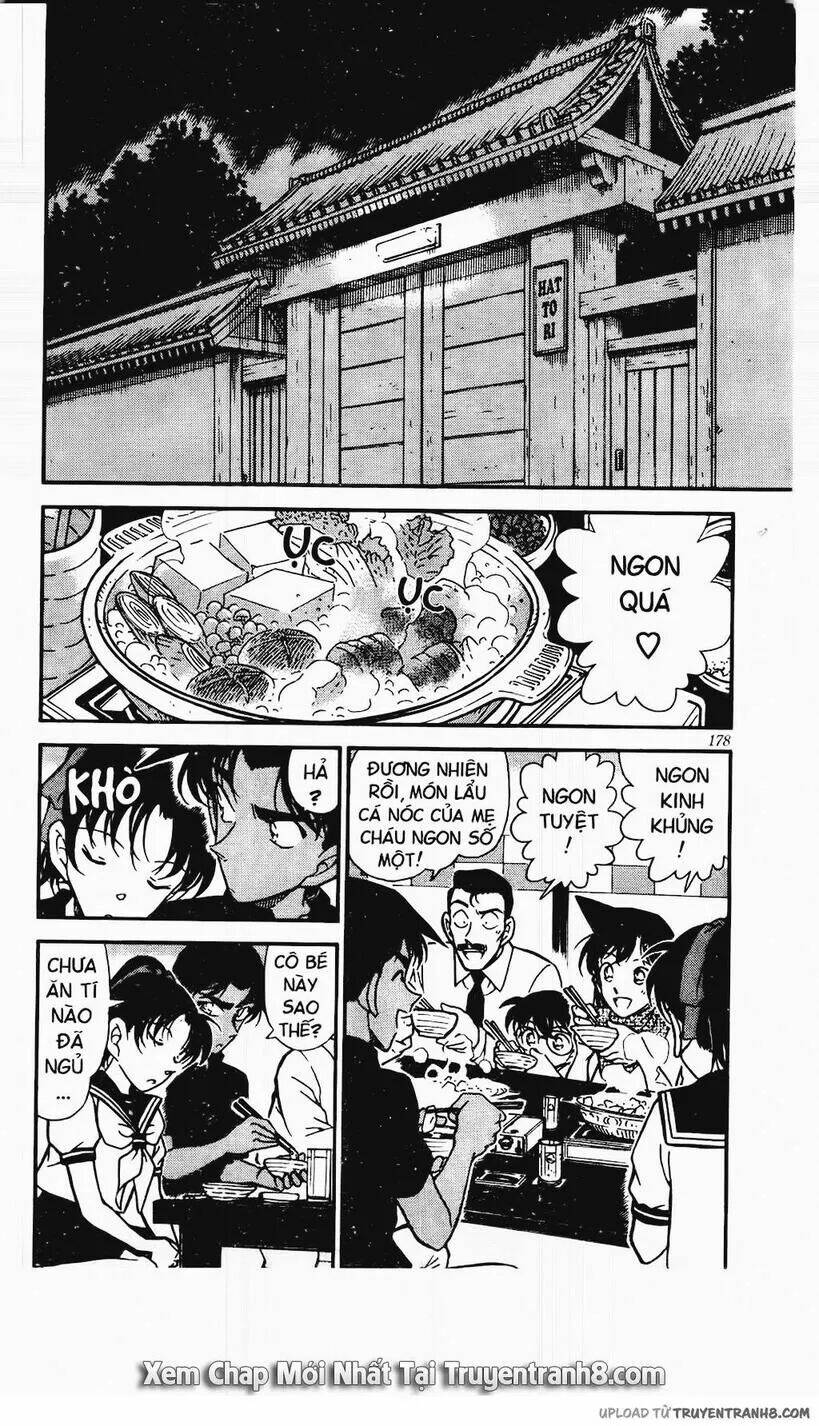 HAT
TO
RI
ỤC
ỤC
NGON
QUÁ
♡
178
NGON
KINH
KHỦNG
!
NGON
TUYỆT
!
ĐƯƠNG NHIÊN
RỒI, MÓN LẨU
CÁ NÓC CỦA MẸ
CHÁU NGON SỐ
MỘT!
HẢ
?
KHÒ
CÔ BÉ
NÀY
SAO
THẾ?
CHƯA
ĂN TÍ
NÀO
ĐÃ
NGỦ
...
Xem Chap Mới Nhất Tại Truyentranh8.com
UPLOAD TỪ TRUYENTRANH8.COM